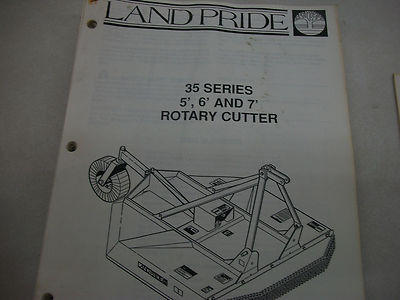 LAND PRIDE
35 SERIES
5', 6' AND 7'
ROTARY CUTTER